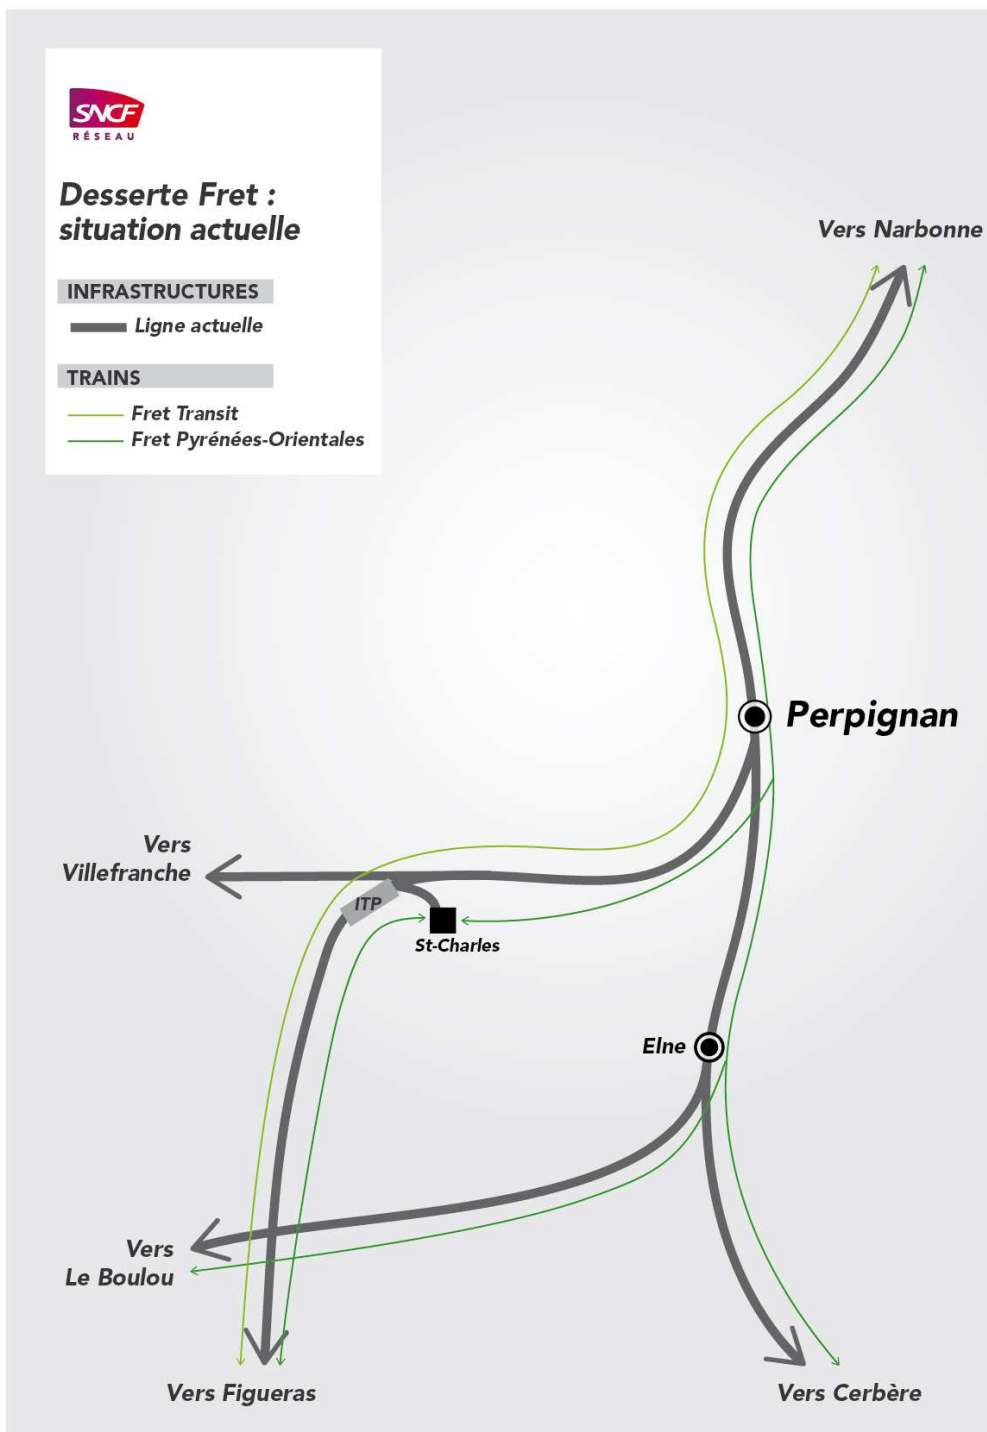 SNCF
RÉSEAU
Desserte Fret :
situation actuelle
INFRASTRUCTURES
Ligne actuelle
TRAINS
Fret Transit
Fret Pyrénées-Orientales
Vers Narbonne
Perpignan
Vers
Villefranche
ITP
St-Charles
Elne
Vers
Le Boulou
Vers Figueras
Vers Cerbère